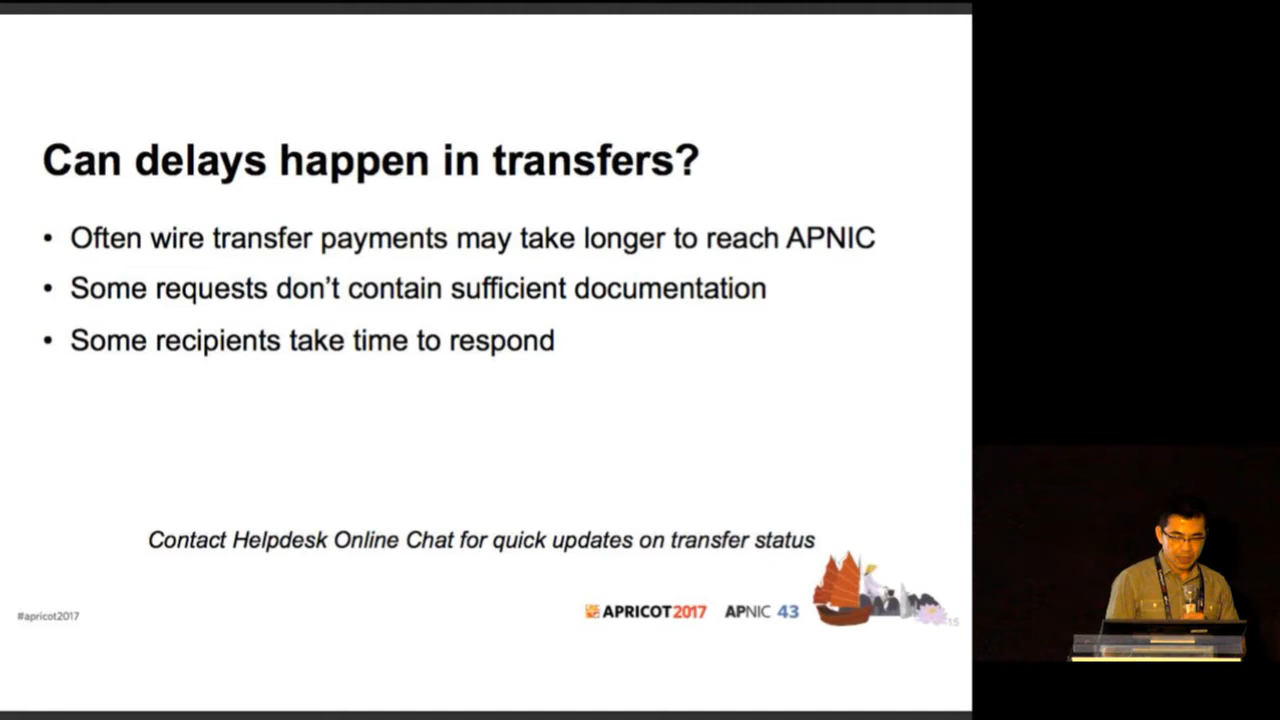 Can delays happen in transfers?
• Often wire transfer payments may take longer to reach APNIC
• Some requests don't contain sufficient documentation
• Some recipients take time to respond
Contact Helpdesk Online Chat for quick updates on transfer status
#apricot2017
APRICOT2017 APNIC 43
15